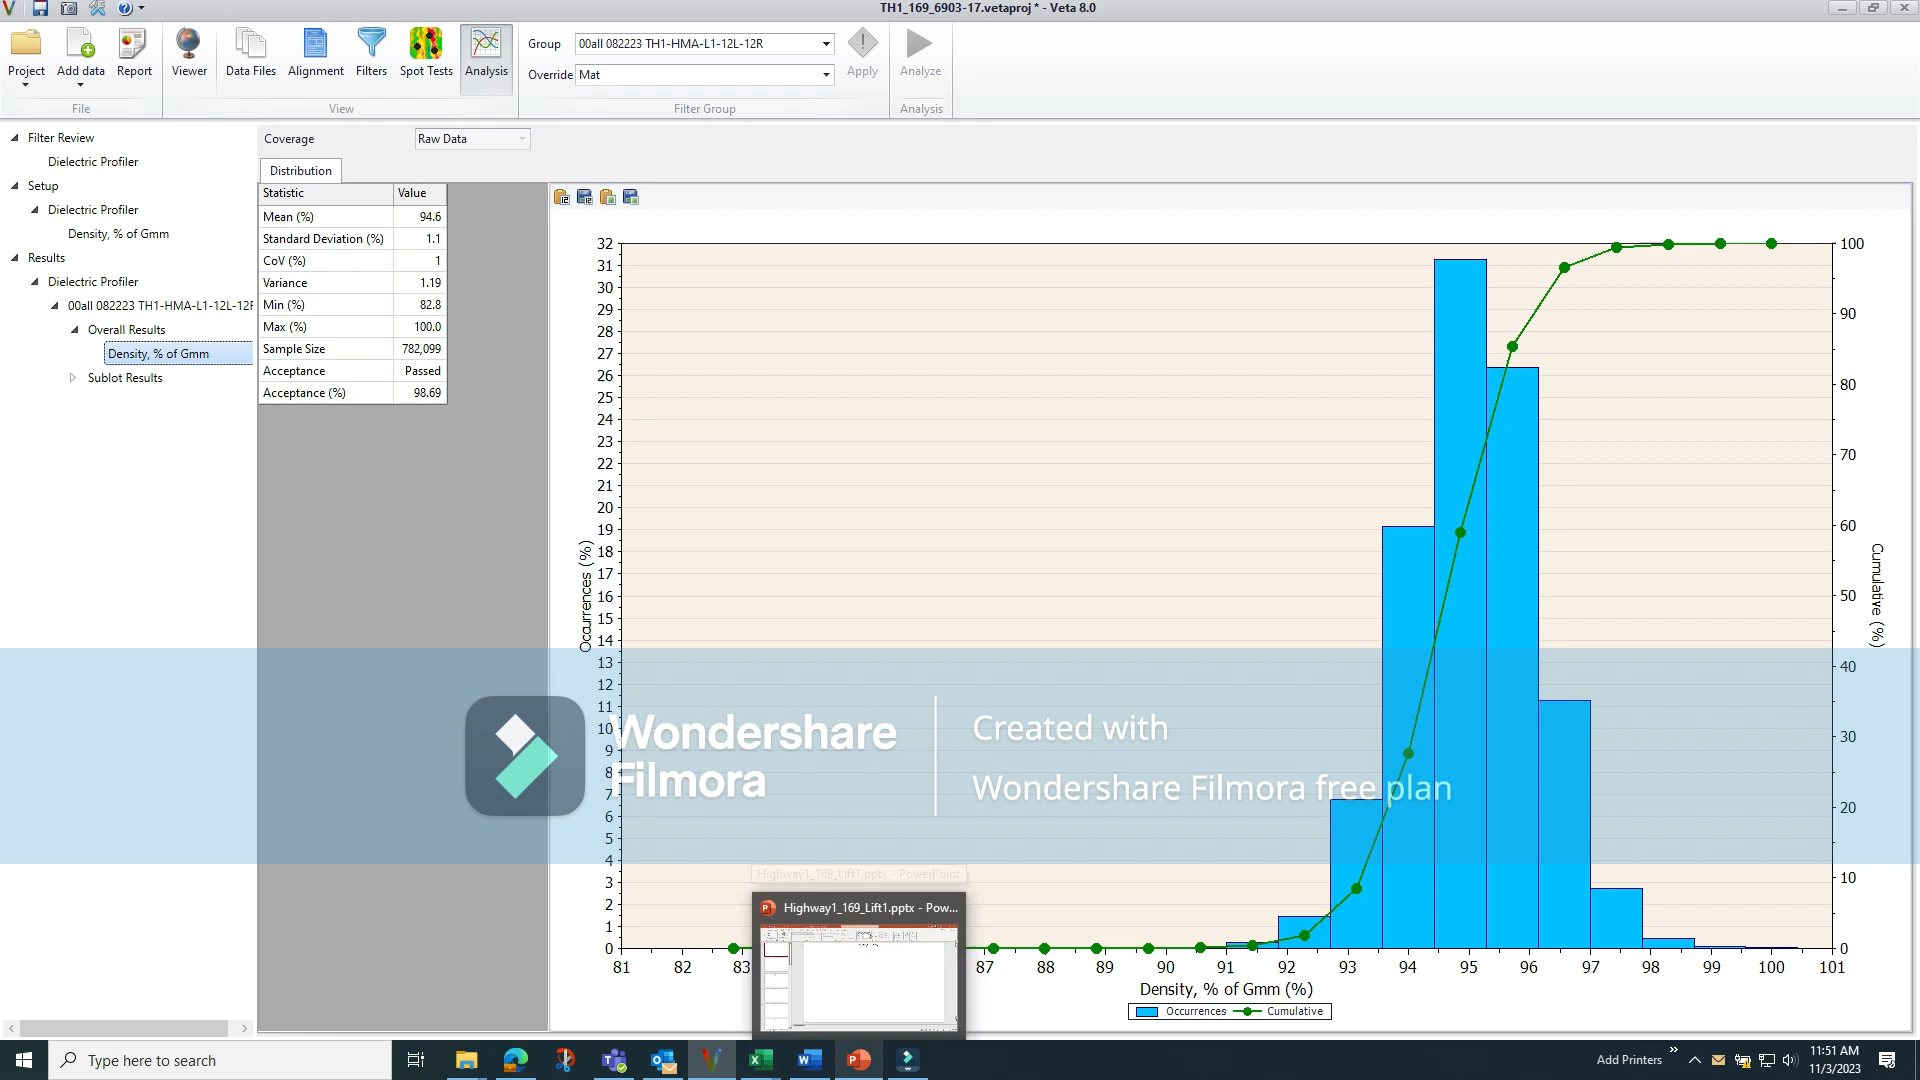 TH1_169_6903-17.vetaproj * - Veta 8.0
Project
Add data
Report
Viewer
Data Files
Alignment
Filters
Spot Tests
Analysis
Group
00all 082223 TH1-HMA-L1-12L-12R
Override
Mat
Apply
Analyze
File
View
Filter Group
Analysis
Filter Review
Dielectric Profiler
Setup
Dielectric Profiler
Density, % of Gmm
Results
Dielectric Profiler
00all 082223 TH1-HMA-L1-12L-12R
Overall Results
Density, % of Gmm
Sublot Results
Coverage
Raw Data
Distribution
Statistic Value
Mean (%) 94.6
Standard Deviation (%) 1.1
CoV (%) 1
Variance 1.19
Min (%) 82.8
Max (%) 100.0
Sample Size 782,099
Acceptance Passed
Acceptance (%) 98.69
32
31
30
29
28
27
26
25
24
23
22
21
20
19
18
17
16
15
14
13
12
11
10
9
8
7
6
5
4
3
2
1
0
Occurrences (%)
100
90
80
70
60
50
40
30
20
10
0
Cumulative (%)
81 82 83 87 88 89 90 91 92 93 94 95 96 97 98 99 100 101
Density, % of Gmm (%)
Occurrences Cumulative
Wondershare
Filmora
Created with
Wondershare Filmora free plan
Highway1_169_Lift1.pptx - PowerPoint
Highway1_169_Lift1.pptx - Pow...
Type here to search
Add Printers
11:51 AM
11/3/2023